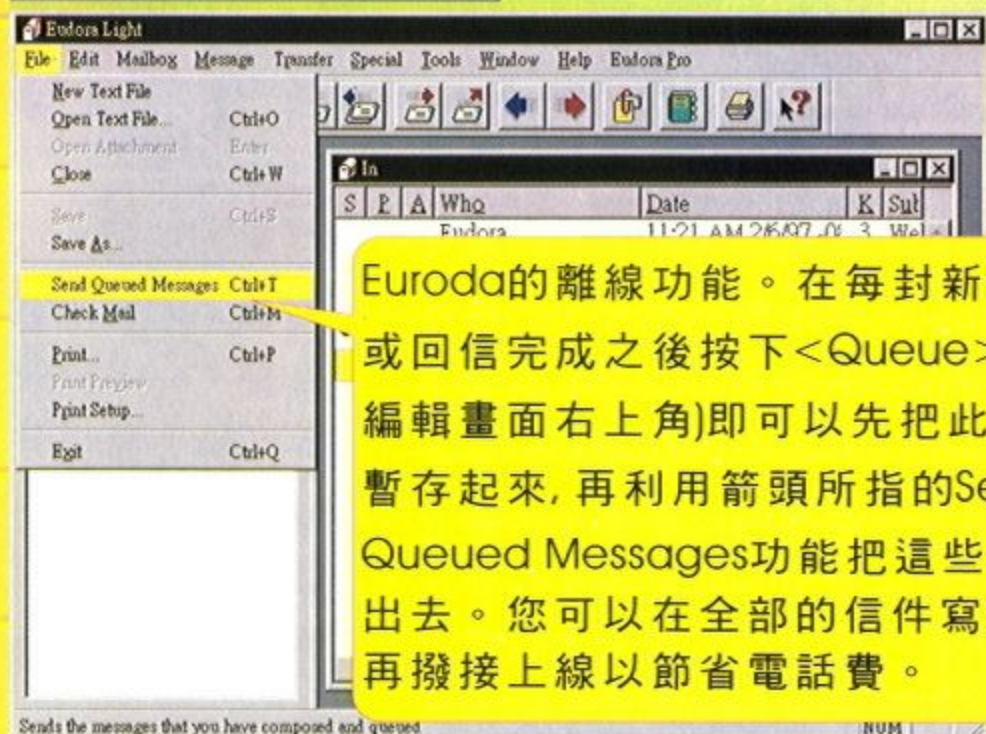 Eudora Light
File Edit Mailbox Message Transfer Special Tools Window Help Eudora Pro
New Text File
Open Text File... Ctrl+O
Open Attachment Enter
Close Ctrl+W
Save Ctrl+S
Save As...
Send Queued Messages Ctrl+T
Check Mail Ctrl+M
Print... Ctrl+P
Print Preview
Print Setup...
Exit Ctrl+Q
In
S P A Who Date K Sub
Eudora 11:21 AM 2/6/97 -08 3 Wel
Euroda的離線功能。在每封新
或回信完成之後按下<Queue>
編輯畫面右上角)即可以先把此
暫存起來,再利用箭頭所指的Se
Queued Messages功能把這些
出去。您可以在全部的信件寫
再撥接上線以節省電話費。
Sends the messages that you have composed and queued
NUM